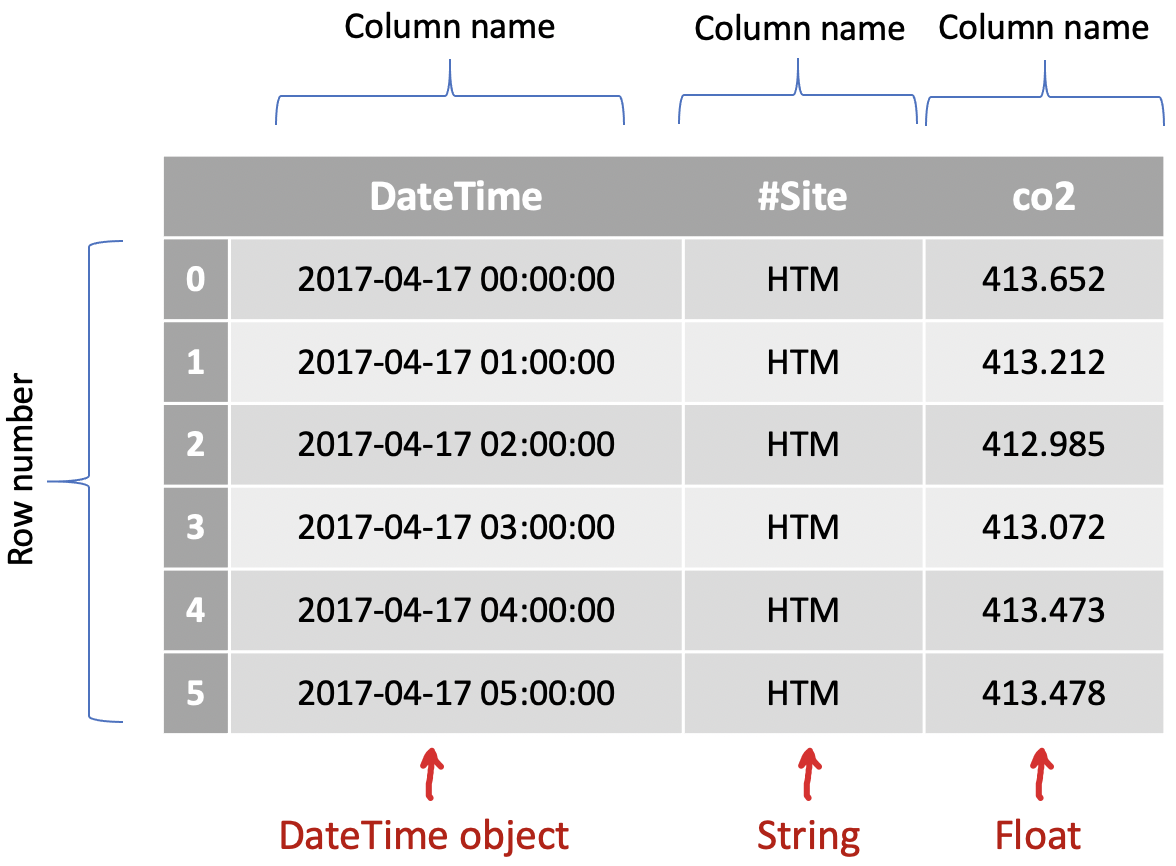 Column name Column name Column name
DateTime #Site co2
0 2017-04-17 00:00:00 HTM 413.652
1 2017-04-17 01:00:00 HTM 413.212
2 2017-04-17 02:00:00 HTM 412.985
3 2017-04-17 03:00:00 HTM 413.072
4 2017-04-17 04:00:00 HTM 413.473
5 2017-04-17 05:00:00 HTM 413.478
Row number
DateTime object String Float